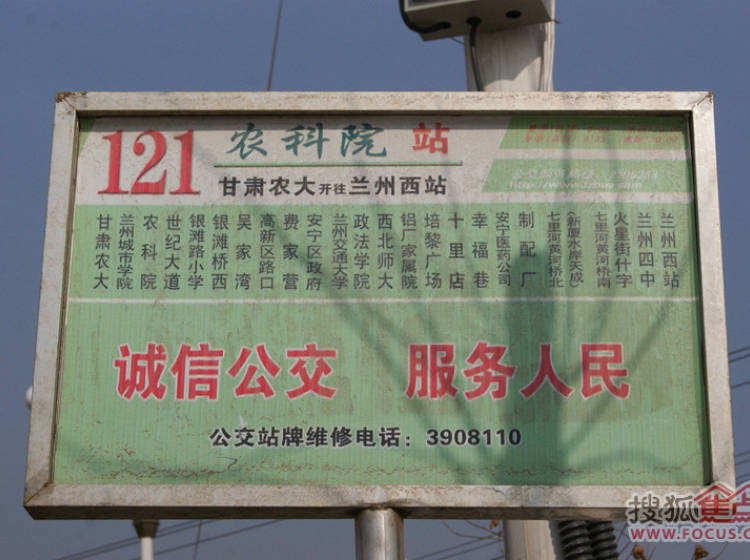 121 农科院 站
甘肃农大开往兰州西站
甘肃农大
兰州城市学院
农科院
世纪大道
银滩路小学
银滩桥西
吴家湾
高新区路口
费家营
安宁区政府
兰州交通大学
政法学院
西北师大
铝厂家属院
培黎广场
十里店
幸福巷
安宁医药公司
制配厂
七里河黄河桥北
(新厦水岸天成)
七里河黄河桥南
火星街什字
兰州四中
兰州西站
诚信公交 服务人民
公交站牌维修电话：3908110
搜狐焦点
WWW.FOCUS.CN